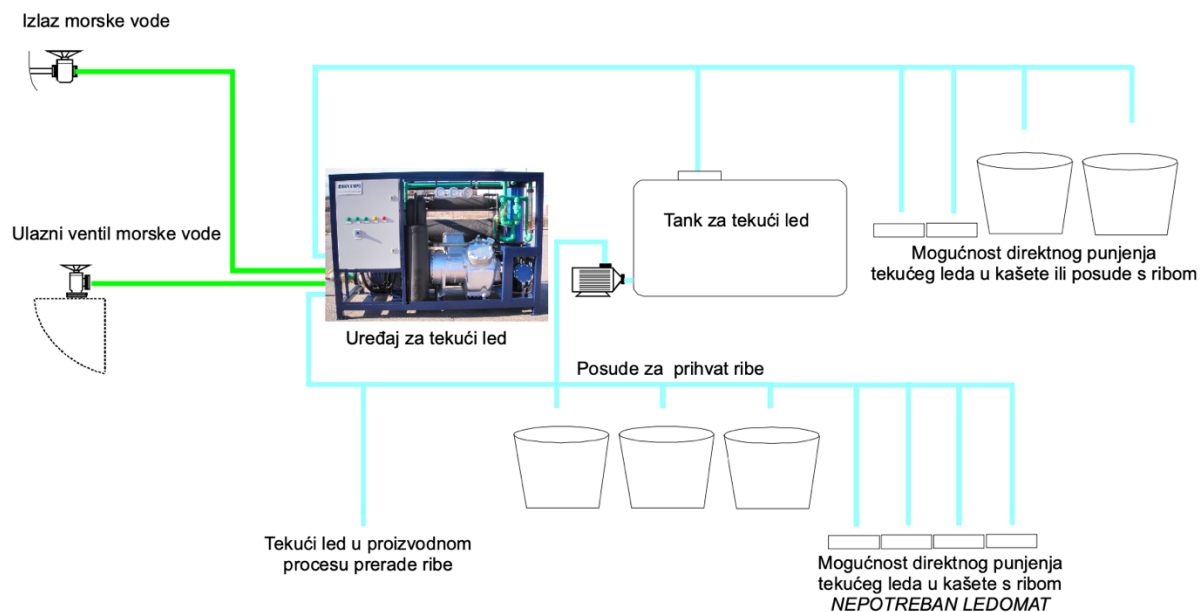 Izlaz morske vode
Ulazni ventil morske vode
Uređaj za tekući led
Tank za tekući led
Mogućnost direktnog punjenja
tekućeg leda u kašete ili posude s ribom
Posude za prihvat ribe
Tekući led u proizvodnom
procesu prerade ribe
Mogućnost direktnog punjenja
tekućeg leda u kašete s ribom
NEPOTREBAN LEDOMAT